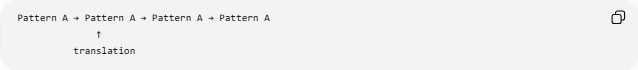 Pattern A → Pattern A → Pattern A → Pattern A
↑
translation